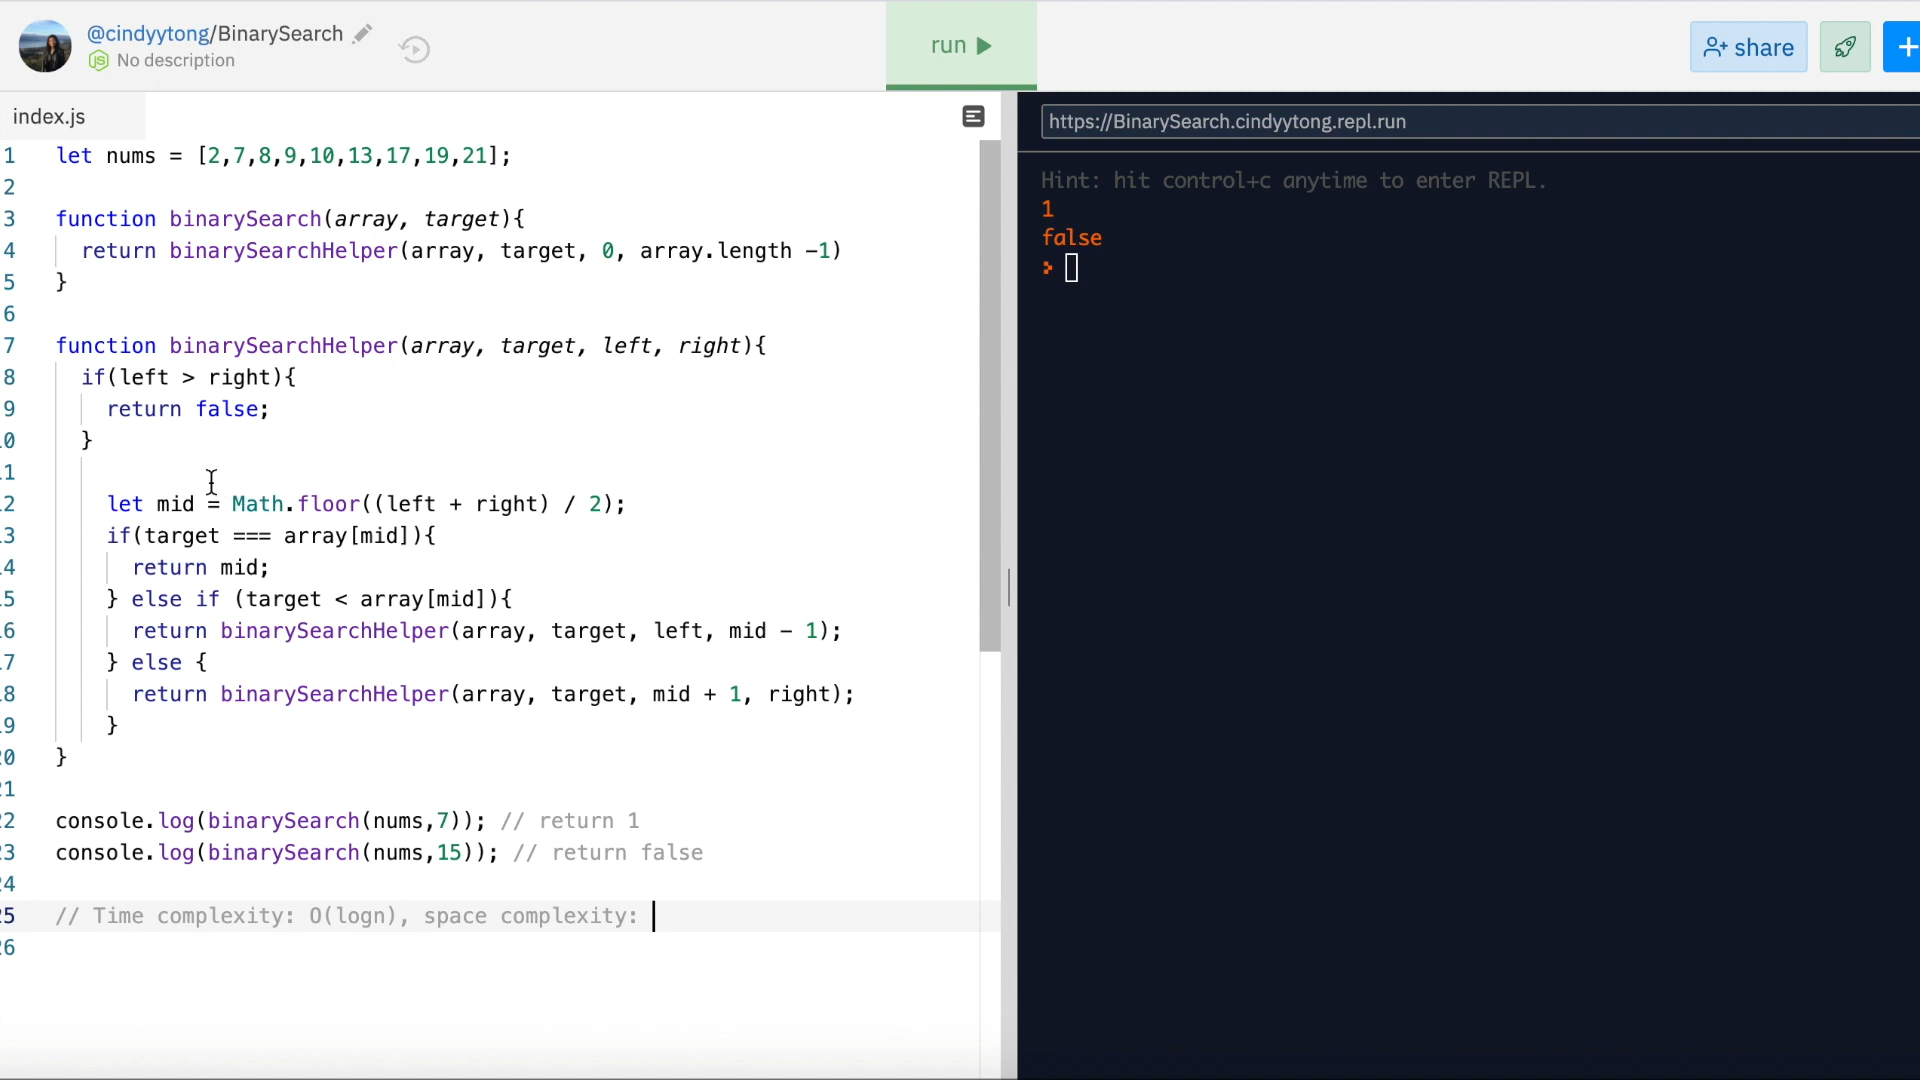 @cindyytong/BinarySearch
No description
run
share
index.js
https://BinarySearch.cindyytong.repl.run
1 let nums = [2,7,8,9,10,13,17,19,21];
2
3 function binarySearch(array, target){
4 return binarySearchHelper(array, target, 0, array.length -1)
5 }
6
7 function binarySearchHelper(array, target, left, right){
8 if(left > right){
9 return false;
0 }
1
2 let mid = Math.floor((left + right) / 2);
3 if(target === array[mid]){
4 return mid;
5 } else if (target < array[mid]){
6 return binarySearchHelper(array, target, left, mid - 1);
7 } else {
8 return binarySearchHelper(array, target, mid + 1, right);
9 }
0 }
1
2 console.log(binarySearch(nums,7)); // return 1
3 console.log(binarySearch(nums,15)); // return false
4
5 // Time complexity: O(logn), space complexity:
6
Hint: hit control+c anytime to enter REPL.
1
false